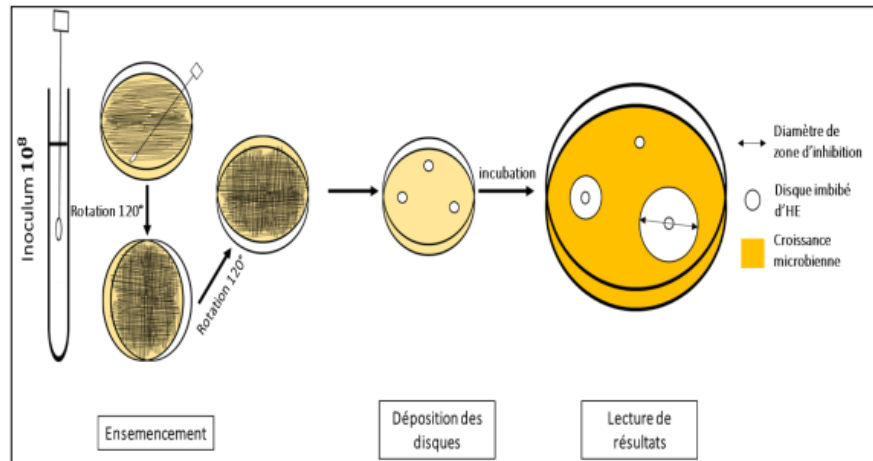 Inoculum 10⁸
Rotation 120°
Rotation 120°
incubation
Diamètre de
zone d'inhibition
Disque imbibé
d'HE
Croissance
microbienne
Ensemencement
Déposition des
disques
Lecture de
résultats